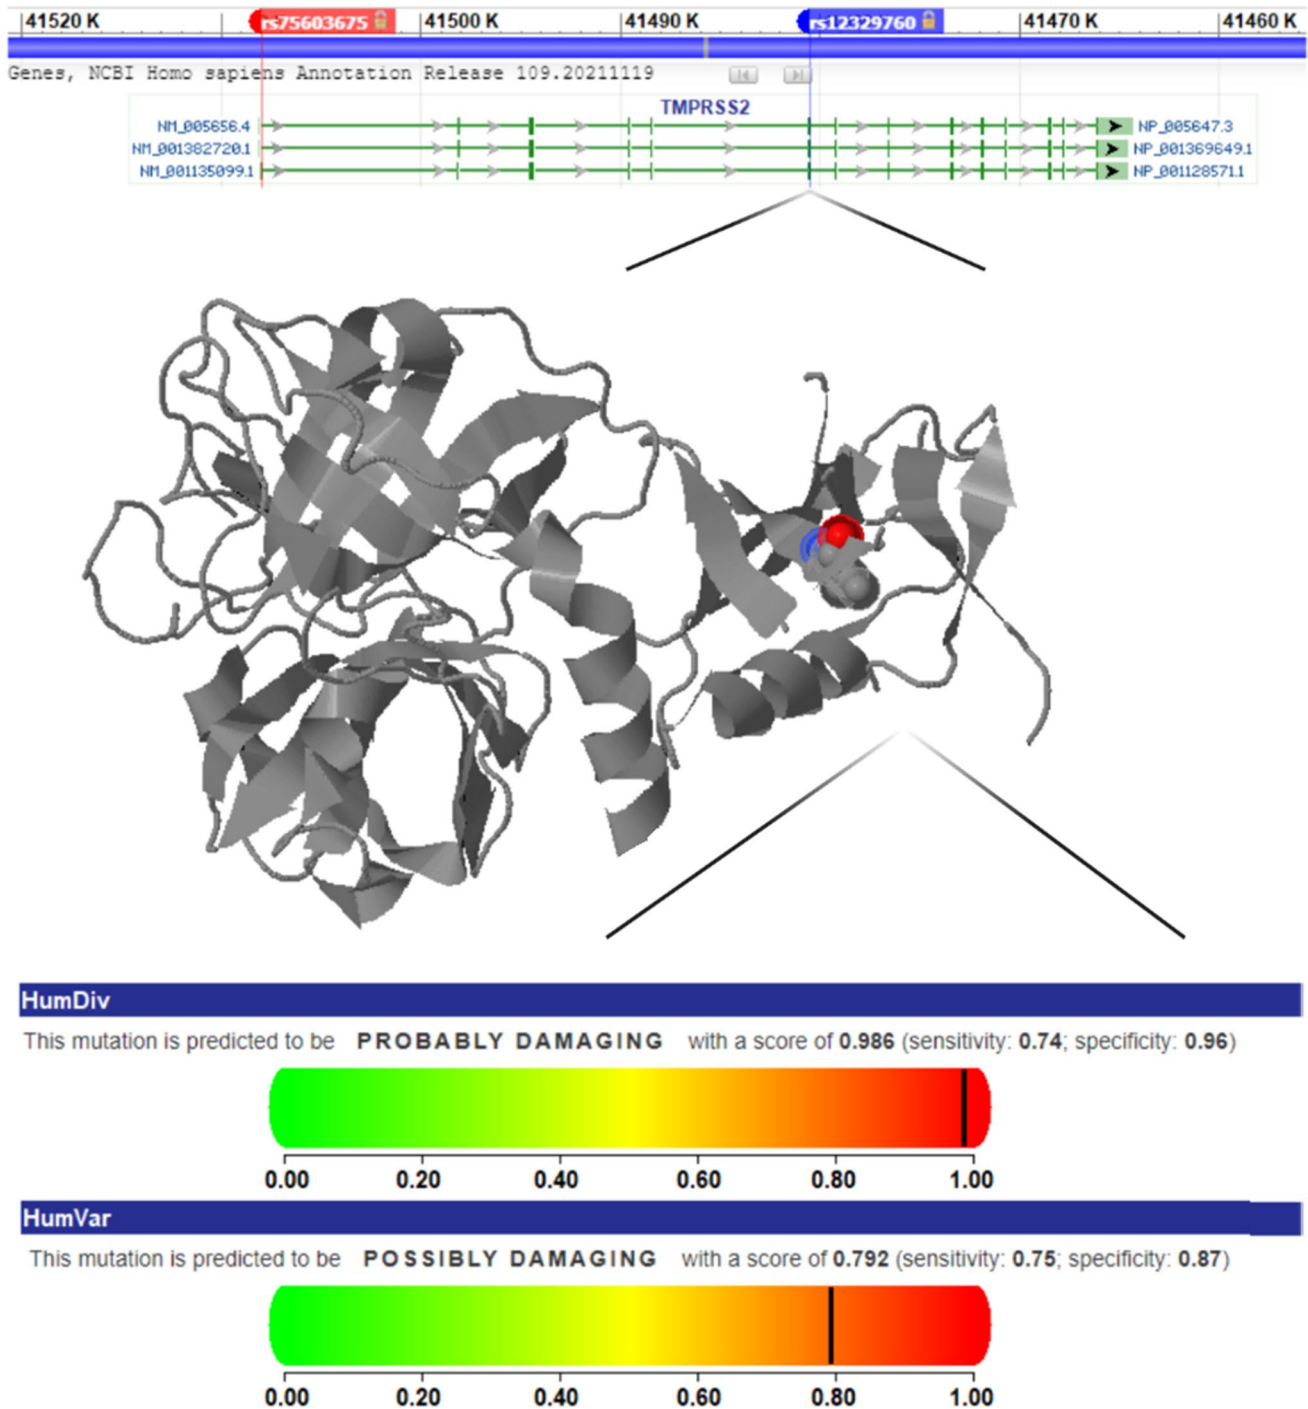 41520 K rs75603675 41500 K 41490 K rs12329760 41470 K 41460 K
Genes, NCBI Homo sapiens Annotation Release 109.20211119
TMPRSS2
NM_005656.4 NP_005647.3
NM_001382720.1 NP_001369649.1
NM_001135099.1 NP_001128571.1
HumDiv
This mutation is predicted to be PROBABLY DAMAGING with a score of 0.986 (sensitivity: 0.74; specificity: 0.96)
0.00 0.20 0.40 0.60 0.80 1.00
HumVar
This mutation is predicted to be POSSIBLY DAMAGING with a score of 0.792 (sensitivity: 0.75; specificity: 0.87)
0.00 0.20 0.40 0.60 0.80 1.00